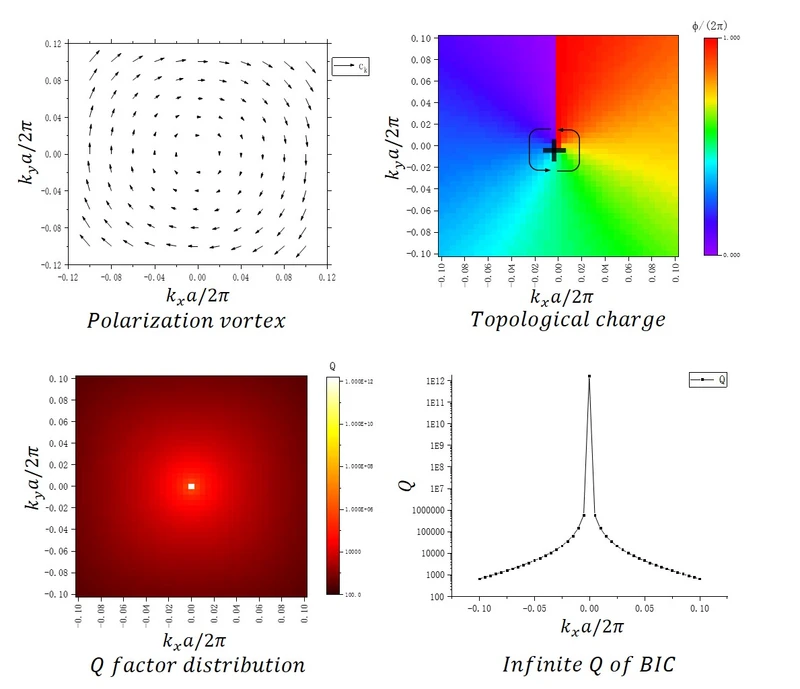 0.12
0.08
0.04
0.00
-0.04
-0.08
0.12
-0.12
-0.08
-0.04
0.00
0.04
0.08
0.12
kya/2π
kxa/2π
ck
Polarization vortex
ϕ/(2π)
1.000
0.000
0.10
0.08
0.06
0.04
0.02
0.00
-0.02
-0.04
-0.06
-0.08
-0.10
-0.10
-0.08
-0.06
-0.04
-0.02
0.00
0.02
0.04
0.06
0.08
0.10
kya/2π
kxa/2π
Topological charge
Q
1.000E+12
1.000E+10
1.000E+08
1.000E+06
10000
100.0
0.10
0.08
0.06
0.04
0.02
0.00
-0.02
-0.04
-0.06
-0.08
-0.10
-0.10
-0.08
-0.06
-0.04
-0.02
0.00
0.02
0.04
0.06
0.08
0.10
kya/2π
kxa/2π
Q factor distribution
Q
1E12
1E11
1E10
1E9
1E8
1E7
1000000
100000
10000
1000
100
-0.10
-0.05
0.00
0.05
0.10
Q
kxa/2π
Infinite Q of BIC